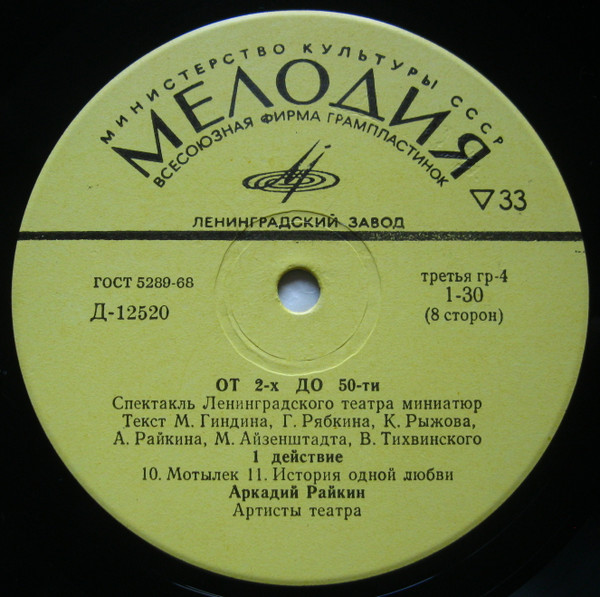 МИНИСТЕРСТВО КУЛЬТУРЫ СССР
МЕЛОДИЯ
ВСЕСОЮЗНАЯ ФИРМА ГРАМПЛАСТИНОК
▽33
ЛЕНИНГРАДСКИЙ ЗАВОД
ГОСТ 5289-68
третья гр-4
Д-12520
1-30
(8 сторон)
ОТ 2-х ДО 50-ти
Спектакль Ленинградского театра миниатюр
Текст М. Гиндина, Г. Рябкина, К. Рыжова,
А. Райкина, М. Айзенштадта, В. Тихвинского
1 действие
10. Мотылек 11. История одной любви
Аркадий Райкин
Артисты театра